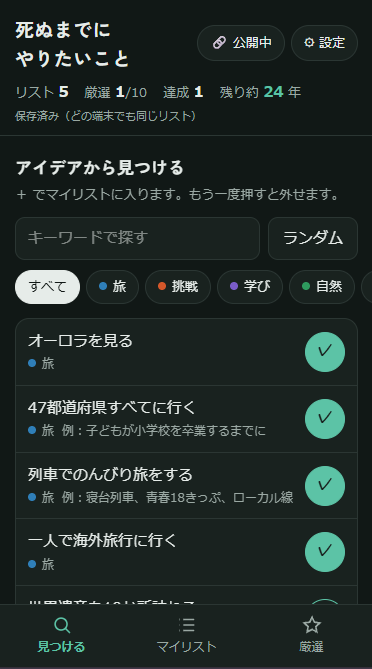 死ぬまでに
やりたいこと
公開中
設定
リスト 5 厳選 1/10 達成 1 残り約 24 年
保存済み（どの端末でも同じリスト）
アイデアから見つける
＋ でマイリストに入ります。もう一度押すと外せます。
キーワードで探す
ランダム
すべて
旅
挑戦
学び
自然
オーロラを見る
旅
47都道府県すべてに行く
旅 例：子どもが小学校を卒業するまでに
列車でのんびり旅をする
旅 例：寝台列車、青春18きっぷ、ローカル線
一人で海外旅行に行く
旅
見つける
マイリスト
厳選